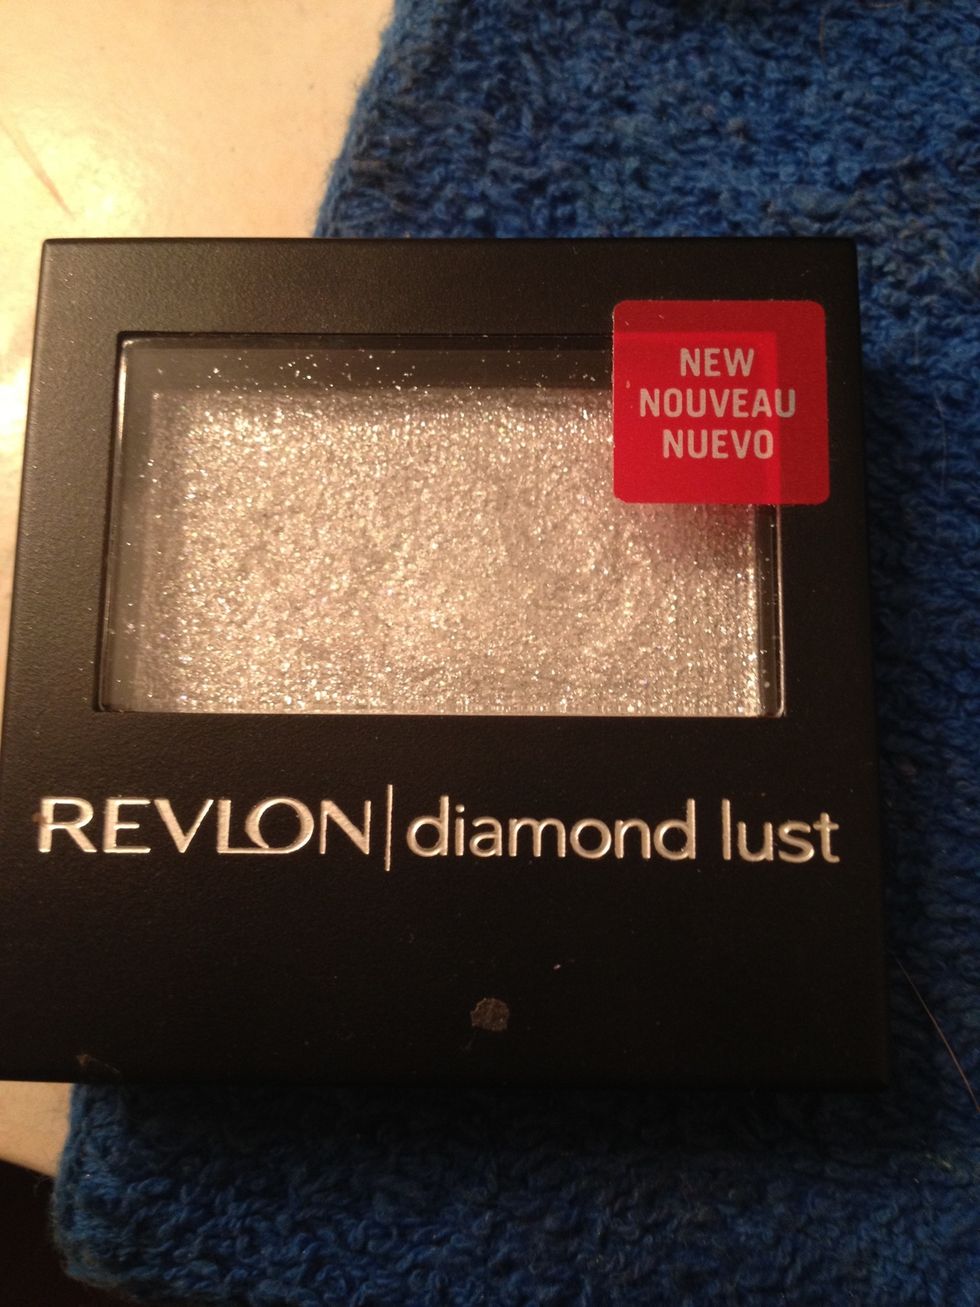 NEW
NOUVEAU
NUEVO
REVLON | diamond lust